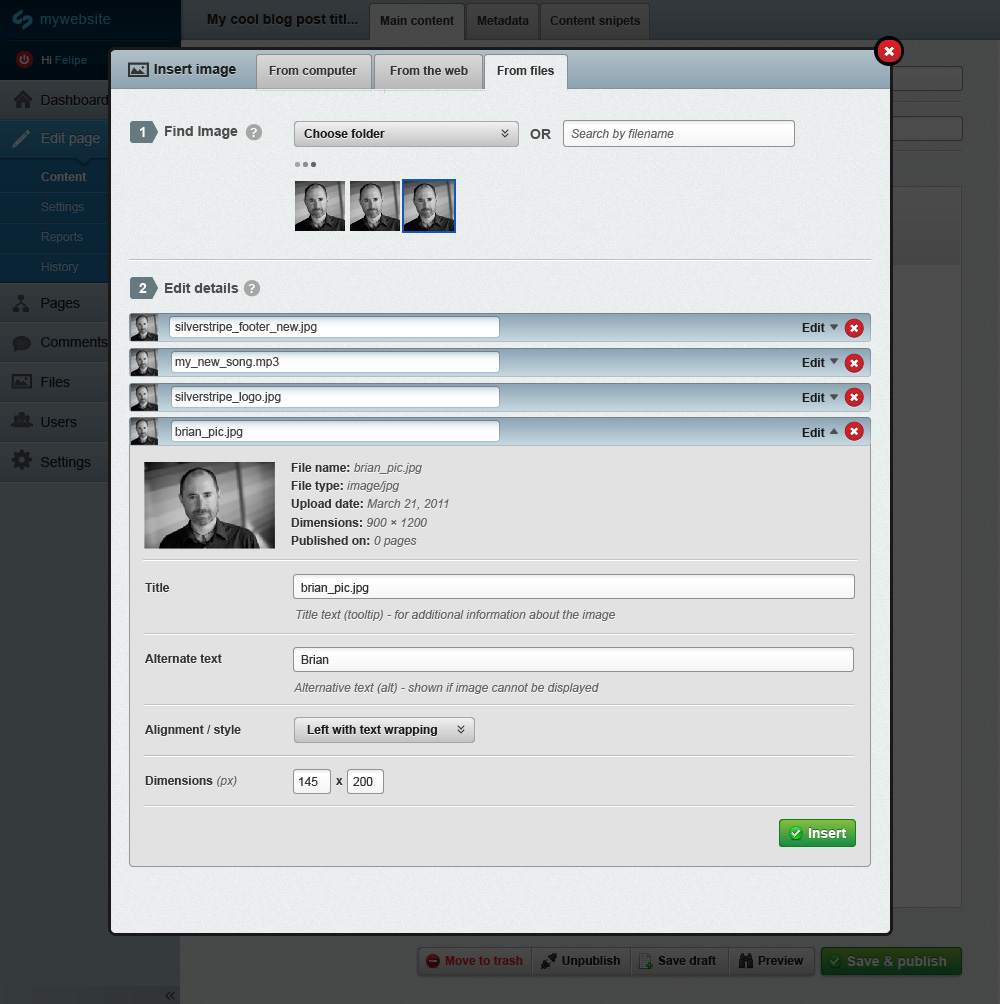 mywebsite
My cool blog post titl...
Main content
Metadata
Content snipets
Hi Felipe
Dashboard
Edit page
Content
Settings
Reports
History
Pages
Comments
Files
Users
Settings
Insert image
From computer
From the web
From files
1 Find Image ?
Choose folder
OR
Search by filename
2 Edit details ?
silverstripe_footer_new.jpg
Edit
my_new_song.mp3
Edit
silverstripe_logo.jpg
Edit
brian_pic.jpg
Edit
File name: brian_pic.jpg
File type: image/jpg
Upload date: March 21, 2011
Dimensions: 900 × 1200
Published on: 0 pages
Title
brian_pic.jpg
Title text (tooltip) - for additional information about the image
Alternate text
Brian
Alternative text (alt) - shown if image cannot be displayed
Alignment / style
Left with text wrapping
Dimensions (px)
145 x 200
Insert
Move to trash
Unpublish
Save draft
Preview
Save & publish
«